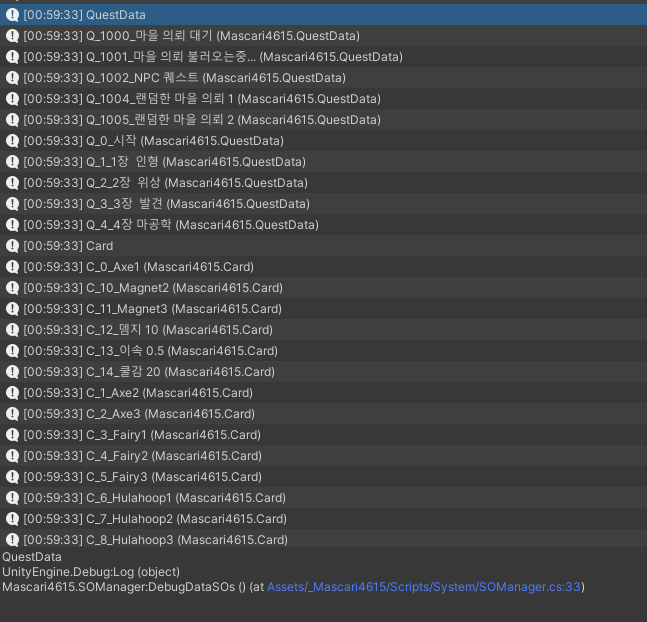 [00:59:33] QuestData
[00:59:33] Q_1000_마을 의뢰 대기 (Mascari4615.QuestData)
[00:59:33] Q_1001_마을 의뢰 불러오는중... (Mascari4615.QuestData)
[00:59:33] Q_1002_NPC 퀘스트 (Mascari4615.QuestData)
[00:59:33] Q_1004_랜덤한 마을 의뢰 1 (Mascari4615.QuestData)
[00:59:33] Q_1005_랜덤한 마을 의뢰 2 (Mascari4615.QuestData)
[00:59:33] Q_0_시작 (Mascari4615.QuestData)
[00:59:33] Q_1_1장  인형 (Mascari4615.QuestData)
[00:59:33] Q_2_2장  위상 (Mascari4615.QuestData)
[00:59:33] Q_3_3장  발견 (Mascari4615.QuestData)
[00:59:33] Q_4_4장 마공학 (Mascari4615.QuestData)
[00:59:33] Card
[00:59:33] C_0_Axe1 (Mascari4615.Card)
[00:59:33] C_10_Magnet2 (Mascari4615.Card)
[00:59:33] C_11_Magnet3 (Mascari4615.Card)
[00:59:33] C_12_뎀지 10 (Mascari4615.Card)
[00:59:33] C_13_이속 0.5 (Mascari4615.Card)
[00:59:33] C_14_쿨감 20 (Mascari4615.Card)
[00:59:33] C_1_Axe2 (Mascari4615.Card)
[00:59:33] C_2_Axe3 (Mascari4615.Card)
[00:59:33] C_3_Fairy1 (Mascari4615.Card)
[00:59:33] C_4_Fairy2 (Mascari4615.Card)
[00:59:33] C_5_Fairy3 (Mascari4615.Card)
[00:59:33] C_6_Hulahoop1 (Mascari4615.Card)
[00:59:33] C_7_Hulahoop2 (Mascari4615.Card)
[00:59:33] C_8_Hulahoop3 (Mascari4615.Card)
QuestData
UnityEngine.Debug:Log (object)
Mascari4615.SOManager:DebugDataSOs () (at Assets/_Mascari4615/Scripts/System/SOManager.cs:33)